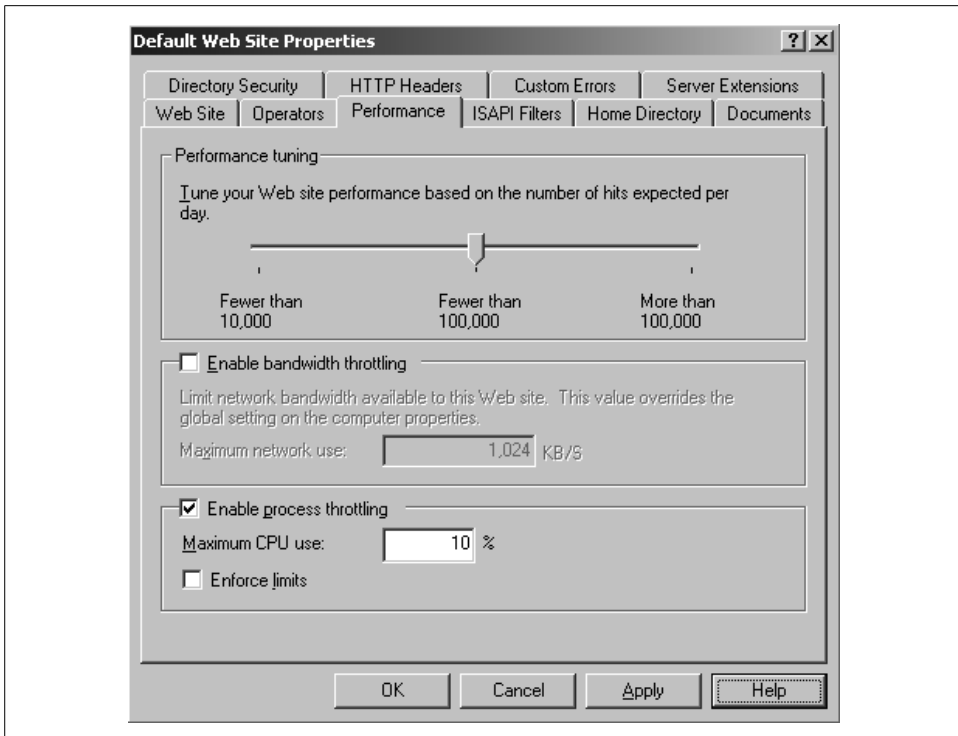 Default Web Site Properties
?
X
Directory Security
HTTP Headers
Custom Errors
Server Extensions
Web Site
Operators
Performance
ISAPI Filters
Home Directory
Documents
Performance tuning
Tune your Web site performance based on the number of hits expected per
day.
Fewer than
10,000
Fewer than
100,000
More than
100,000
Enable bandwidth throttling
Limit network bandwidth available to this Web site. This value overrides the
global setting on the computer properties.
Maximum network use: 1,024 KB/S
Enable process throttling
Maximum CPU use: 10 %
Enforce limits
OK
Cancel
Apply
Help